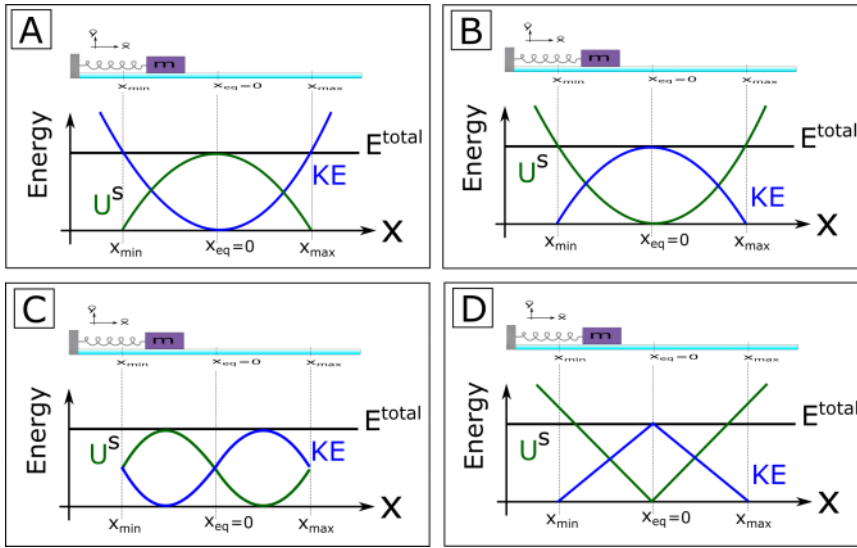 A
ŷ
x̂
m
x_min
x_eq=0
x_max
Energy
E^total
U^S
KE
x_min
x_eq=0
x_max
X
B
ŷ
x̂
m
x_min
x_eq=0
x_max
Energy
E^total
U^S
KE
x_min
x_eq=0
x_max
X
C
ŷ
x̂
m
x_min
x_eq=0
x_max
Energy
E^total
U^S
KE
x_min
x_eq=0
x_max
X
D
ŷ
x̂
m
x_min
x_eq=0
x_max
Energy
E^total
U^S
KE
x_min
x_eq=0
x_max
X